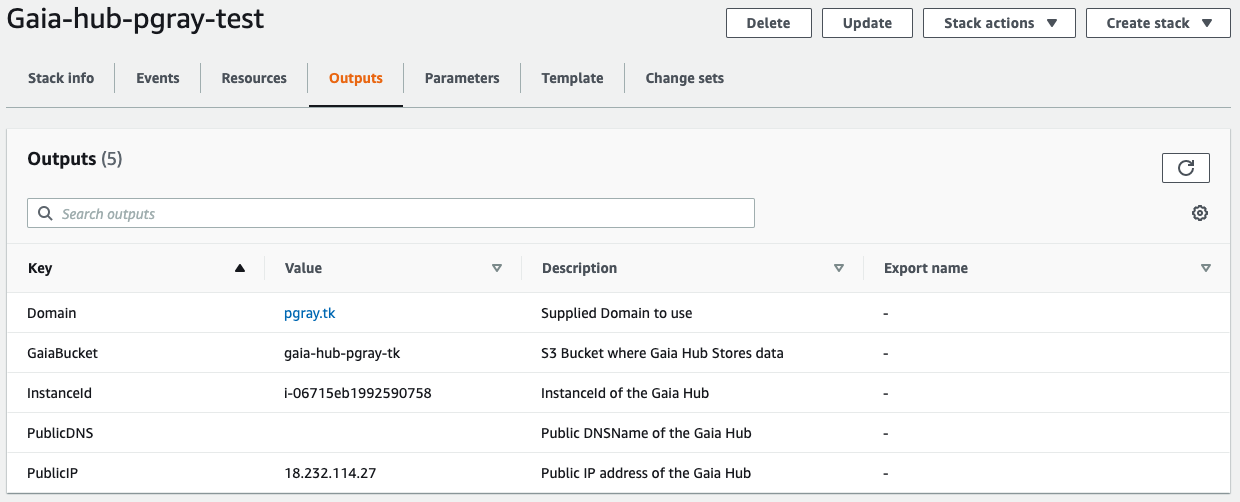 Gaia-hub-pgray-test
Delete Update Stack actions Create stack
Stack info Events Resources Outputs Parameters Template Change sets
Outputs (5)
Search outputs
Key Value Description Export name
Domain pgray.tk Supplied Domain to use -
GaiaBucket gaia-hub-pgray-tk S3 Bucket where Gaia Hub Stores data -
InstanceId i-06715eb1992590758 InstanceId of the Gaia Hub -
PublicDNS Public DNSName of the Gaia Hub -
PublicIP 18.232.114.27 Public IP address of the Gaia Hub -